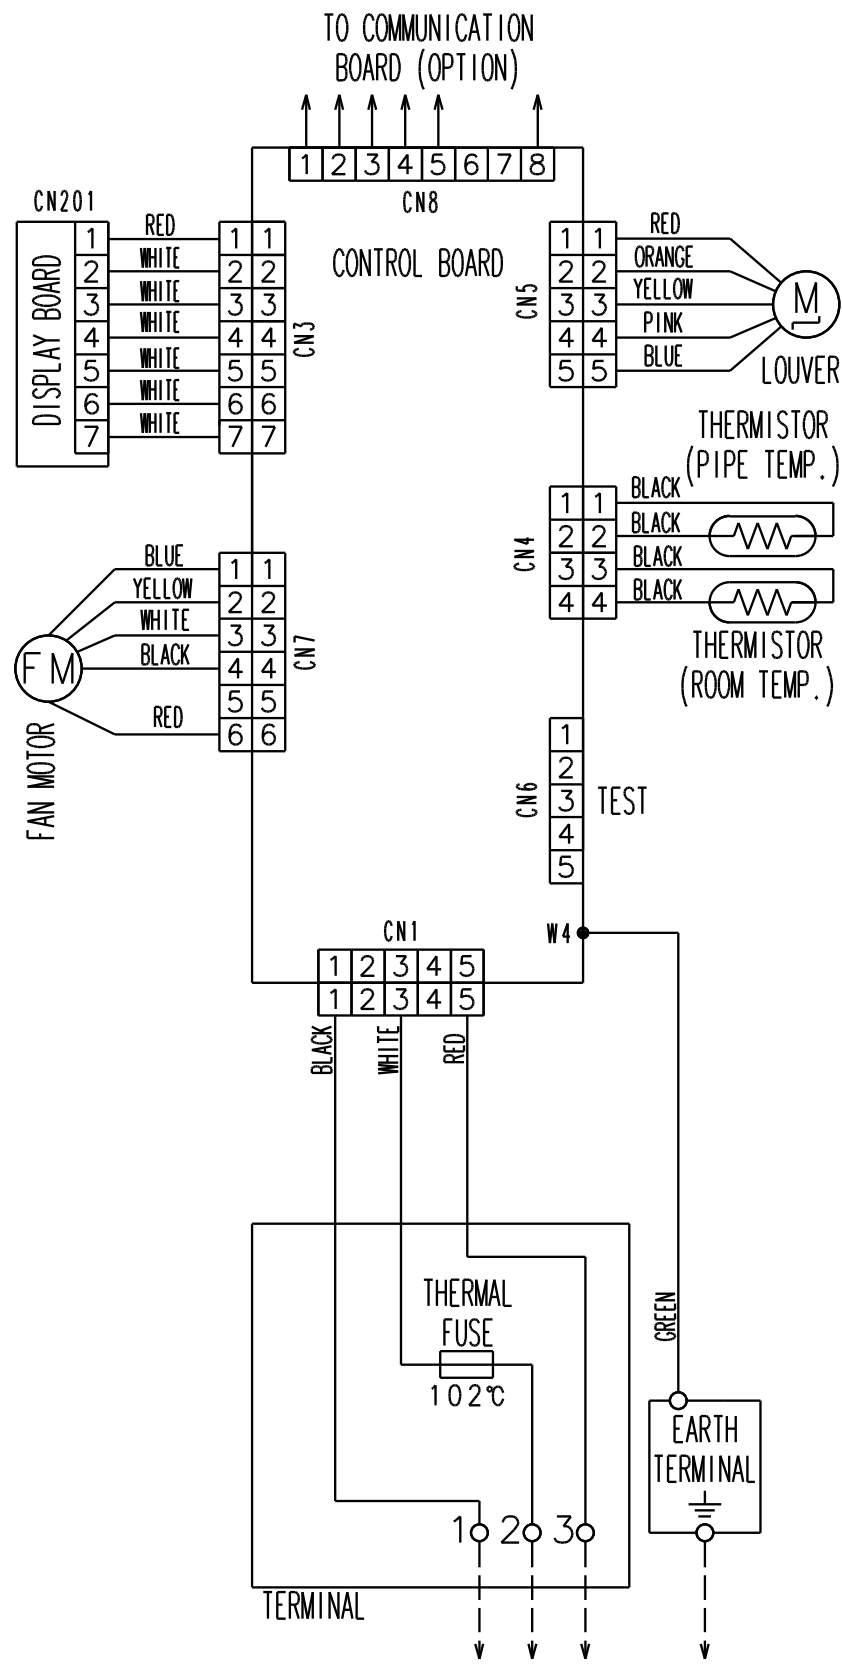 TO COMMUNICATION
BOARD (OPTION)
1 2 3 4 5 6 7 8
CN8
CONTROL BOARD
CN201
DISPLAY BOARD
1 RED 1 1
2 WHITE 2 2
3 WHITE 3 3
4 WHITE 4 4
5 WHITE 5 5
6 WHITE 6 6
7 WHITE 7 7
CN3
CN5
1 1 RED
2 2 ORANGE
3 3 YELLOW
4 4 PINK
5 5 BLUE
M
LOUVER
THERMISTOR
(PIPE TEMP.)
CN4
1 1 BLACK
2 2 BLACK
3 3 BLACK
4 4 BLACK
THERMISTOR
(ROOM TEMP.)
BLUE 1 1
YELLOW 2 2
WHITE 3 3
BLACK 4 4
5 5
RED 6 6
CN7
FM
FAN MOTOR
CN6
1
2
3
4
5
TEST
W4
CN1
1 2 3 4 5
1 2 3 4 5
BLACK
WHITE
RED
GREEN
THERMAL
FUSE
102℃
1 2 3
TERMINAL
EARTH
TERMINAL